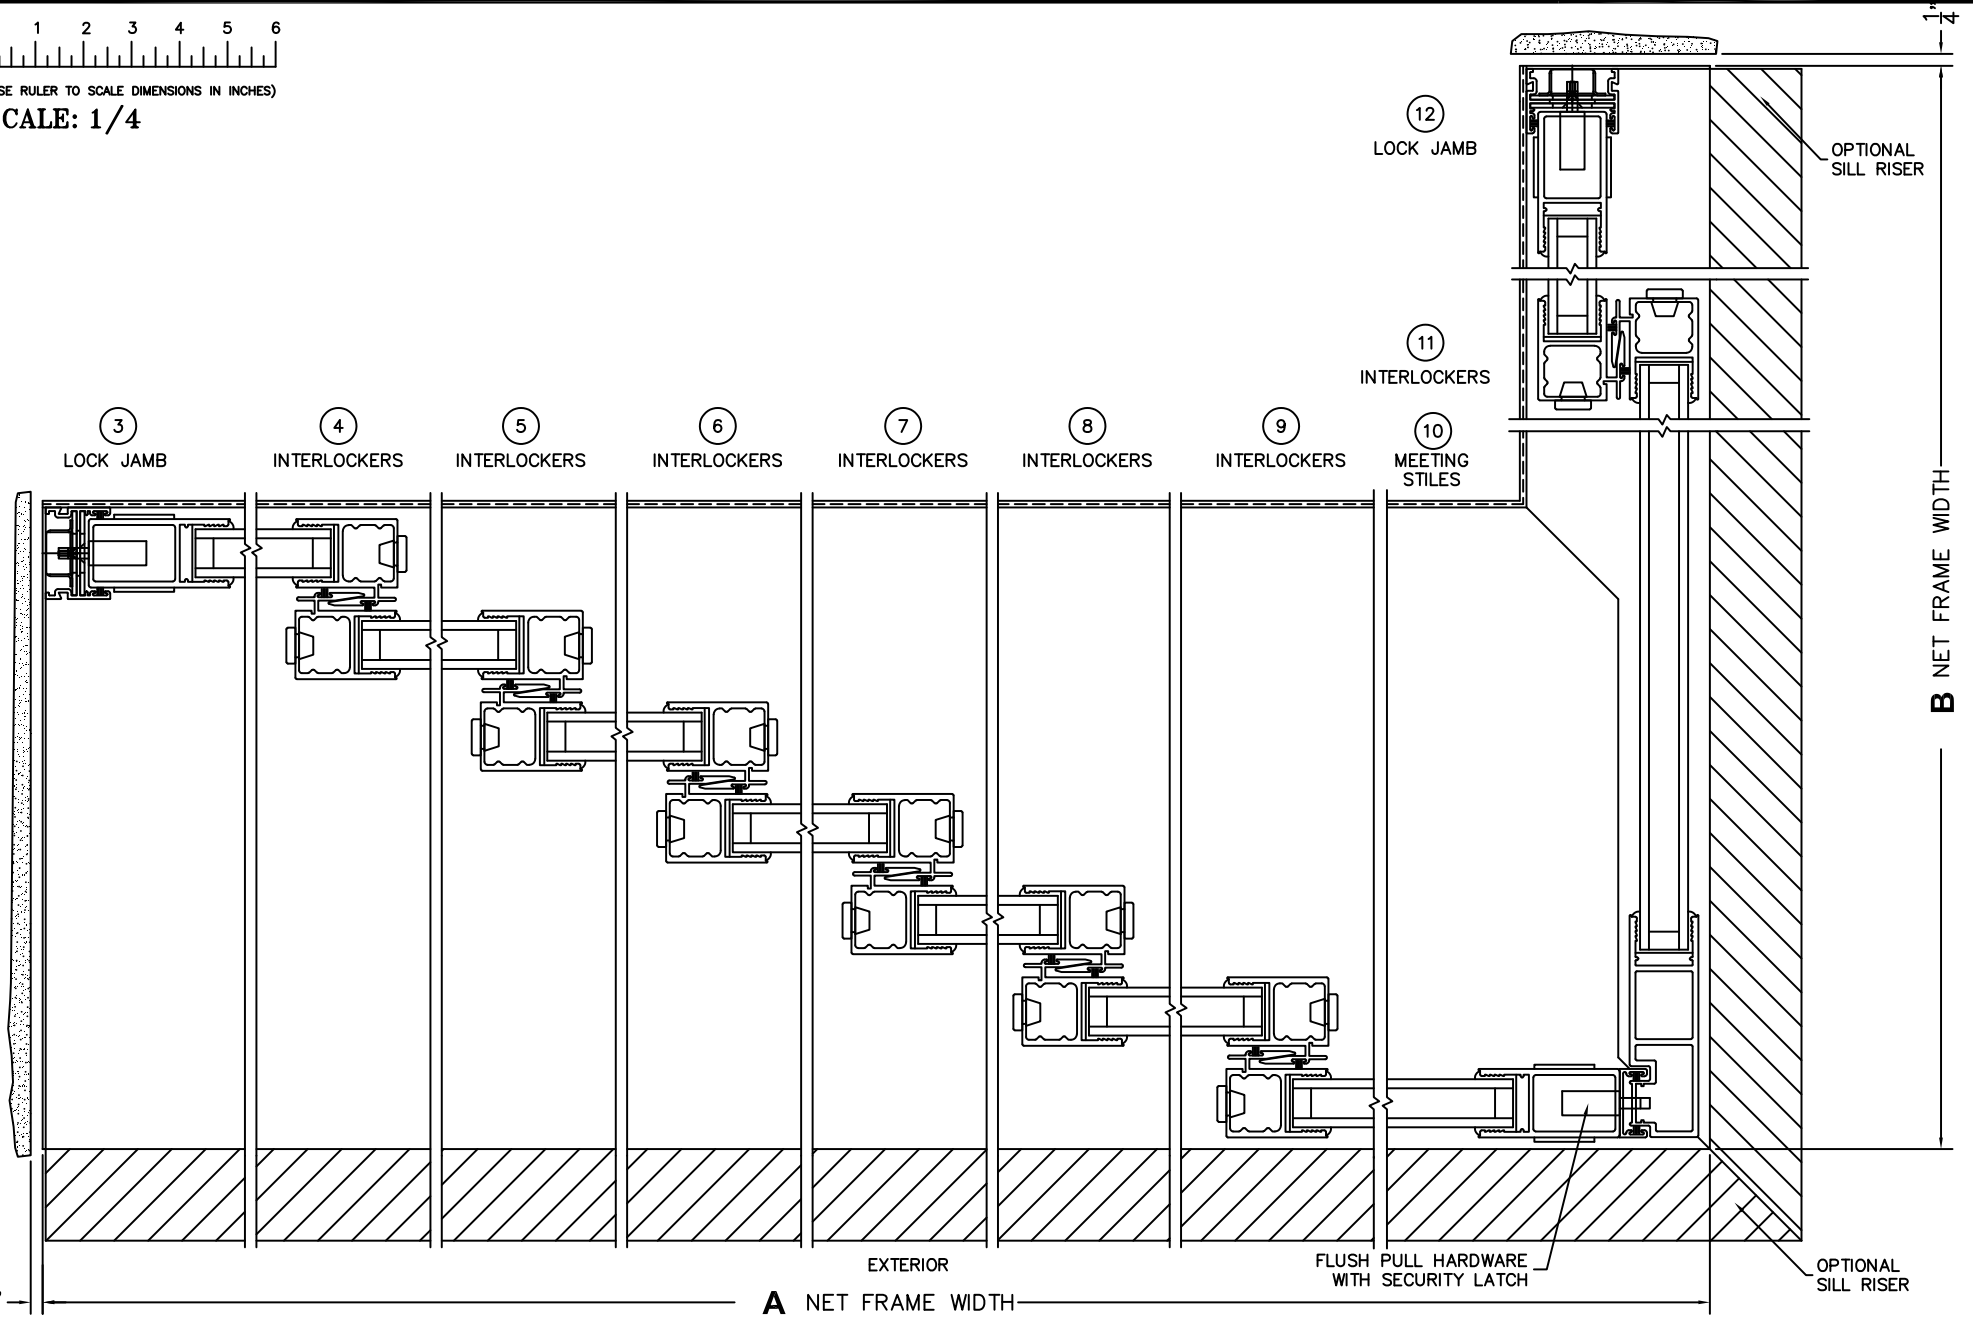 1 2 3 4 5 6
SE RULER TO SCALE DIMENSIONS IN INCHES)
CALE: 1/4
1"
4
12
LOCK JAMB
OPTIONAL
SILL RISER
11
INTERLOCKERS
3
LOCK JAMB
4
INTERLOCKERS
5
INTERLOCKERS
6
INTERLOCKERS
7
INTERLOCKERS
8
INTERLOCKERS
9
INTERLOCKERS
10
MEETING
STILES
B NET FRAME WIDTH
EXTERIOR
FLUSH PULL HARDWARE
WITH SECURITY LATCH
OPTIONAL
SILL RISER
A NET FRAME WIDTH